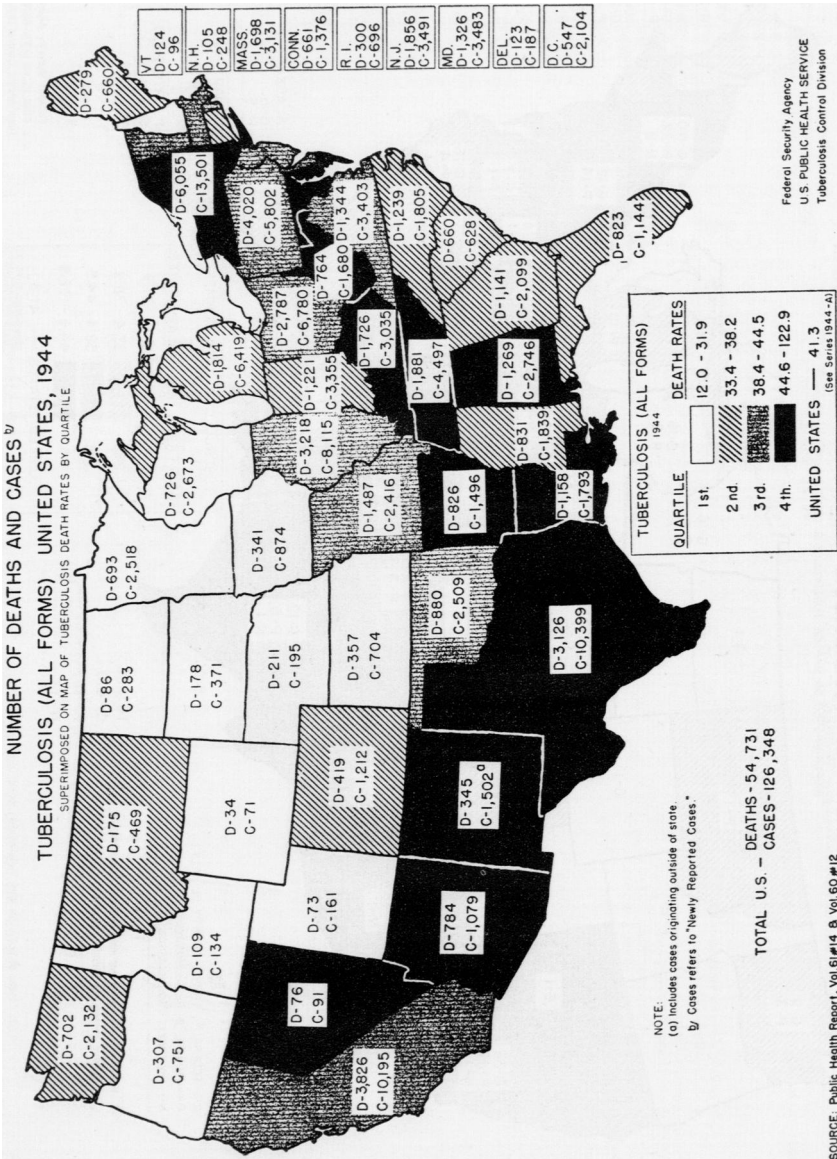 NUMBER OF DEATHS AND CASES b/
TUBERCULOSIS (ALL FORMS) UNITED STATES, 1944
SUPERIMPOSED ON MAP OF TUBERCULOSIS DEATH RATES BY QUARTILE
D-702
C-2,132
D-307
C-751
D-3,826
C-10,195
D-109
C-134
D-76
C-91
D-175
C-469
D-34
C-71
D-73
C-161
D-784
C-1,079
D-419
C-1,212
D-345
C-1,502 a
D-86
C-283
D-178
C-371
D-211
C-195
D-357
C-704
D-880
C-2,509
D-3,126
C-10,399
D-693
C-2,518
D-341
C-874
D-1,487
C-2,416
D-826
C-1,496
D-1,158
C-1,793
D-726
C-2,673
D-3,218
C-8,115
D-831
C-1,839
D-1,814
C-6,419
D-1,221
C-3,355
D-1,726
C-3,035
D-1,881
C-4,497
D-1,269
C-2,746
D-2,787
C-6,780
D-764
C-1,680
D-1,141
C-2,099
D-823
C-1,144
D-6,055
C-13,501
D-4,020
C-5,802
D-1,344
C-3,403
D-1,239
C-1,805
D-660
C-628
D-279
C-660
VT
D-124
C-96
N.H.
D-105
C-248
MASS.
D-1,698
C-3,131
CONN.
D-661
C-1,376
R.I.
D-300
C-696
N.J.
D-1,856
C-3,491
MD.
D-1,326
C-3,483
DEL.
D-123
C-187
D.C.
D-547
C-2,104
NOTE:
(a) Includes cases originating outside of state.
b/ Cases refers to "Newly Reported Cases."
TOTAL U.S. — DEATHS - 54,731
CASES - 126,348
TUBERCULOSIS (ALL FORMS)
1944
QUARTILE DEATH RATES
1st. 12.0 - 31.9
2nd. 33.4 - 38.2
3rd. 38.4 - 44.5
4th. 44.6 - 122.9
UNITED STATES — 41.3
(See Series 1944-A)
Federal Security Agency
U.S. PUBLIC HEALTH SERVICE
Tuberculosis Control Division
SOURCE: Public Health Report, Vol 61 #14 & Vol. 60 #12